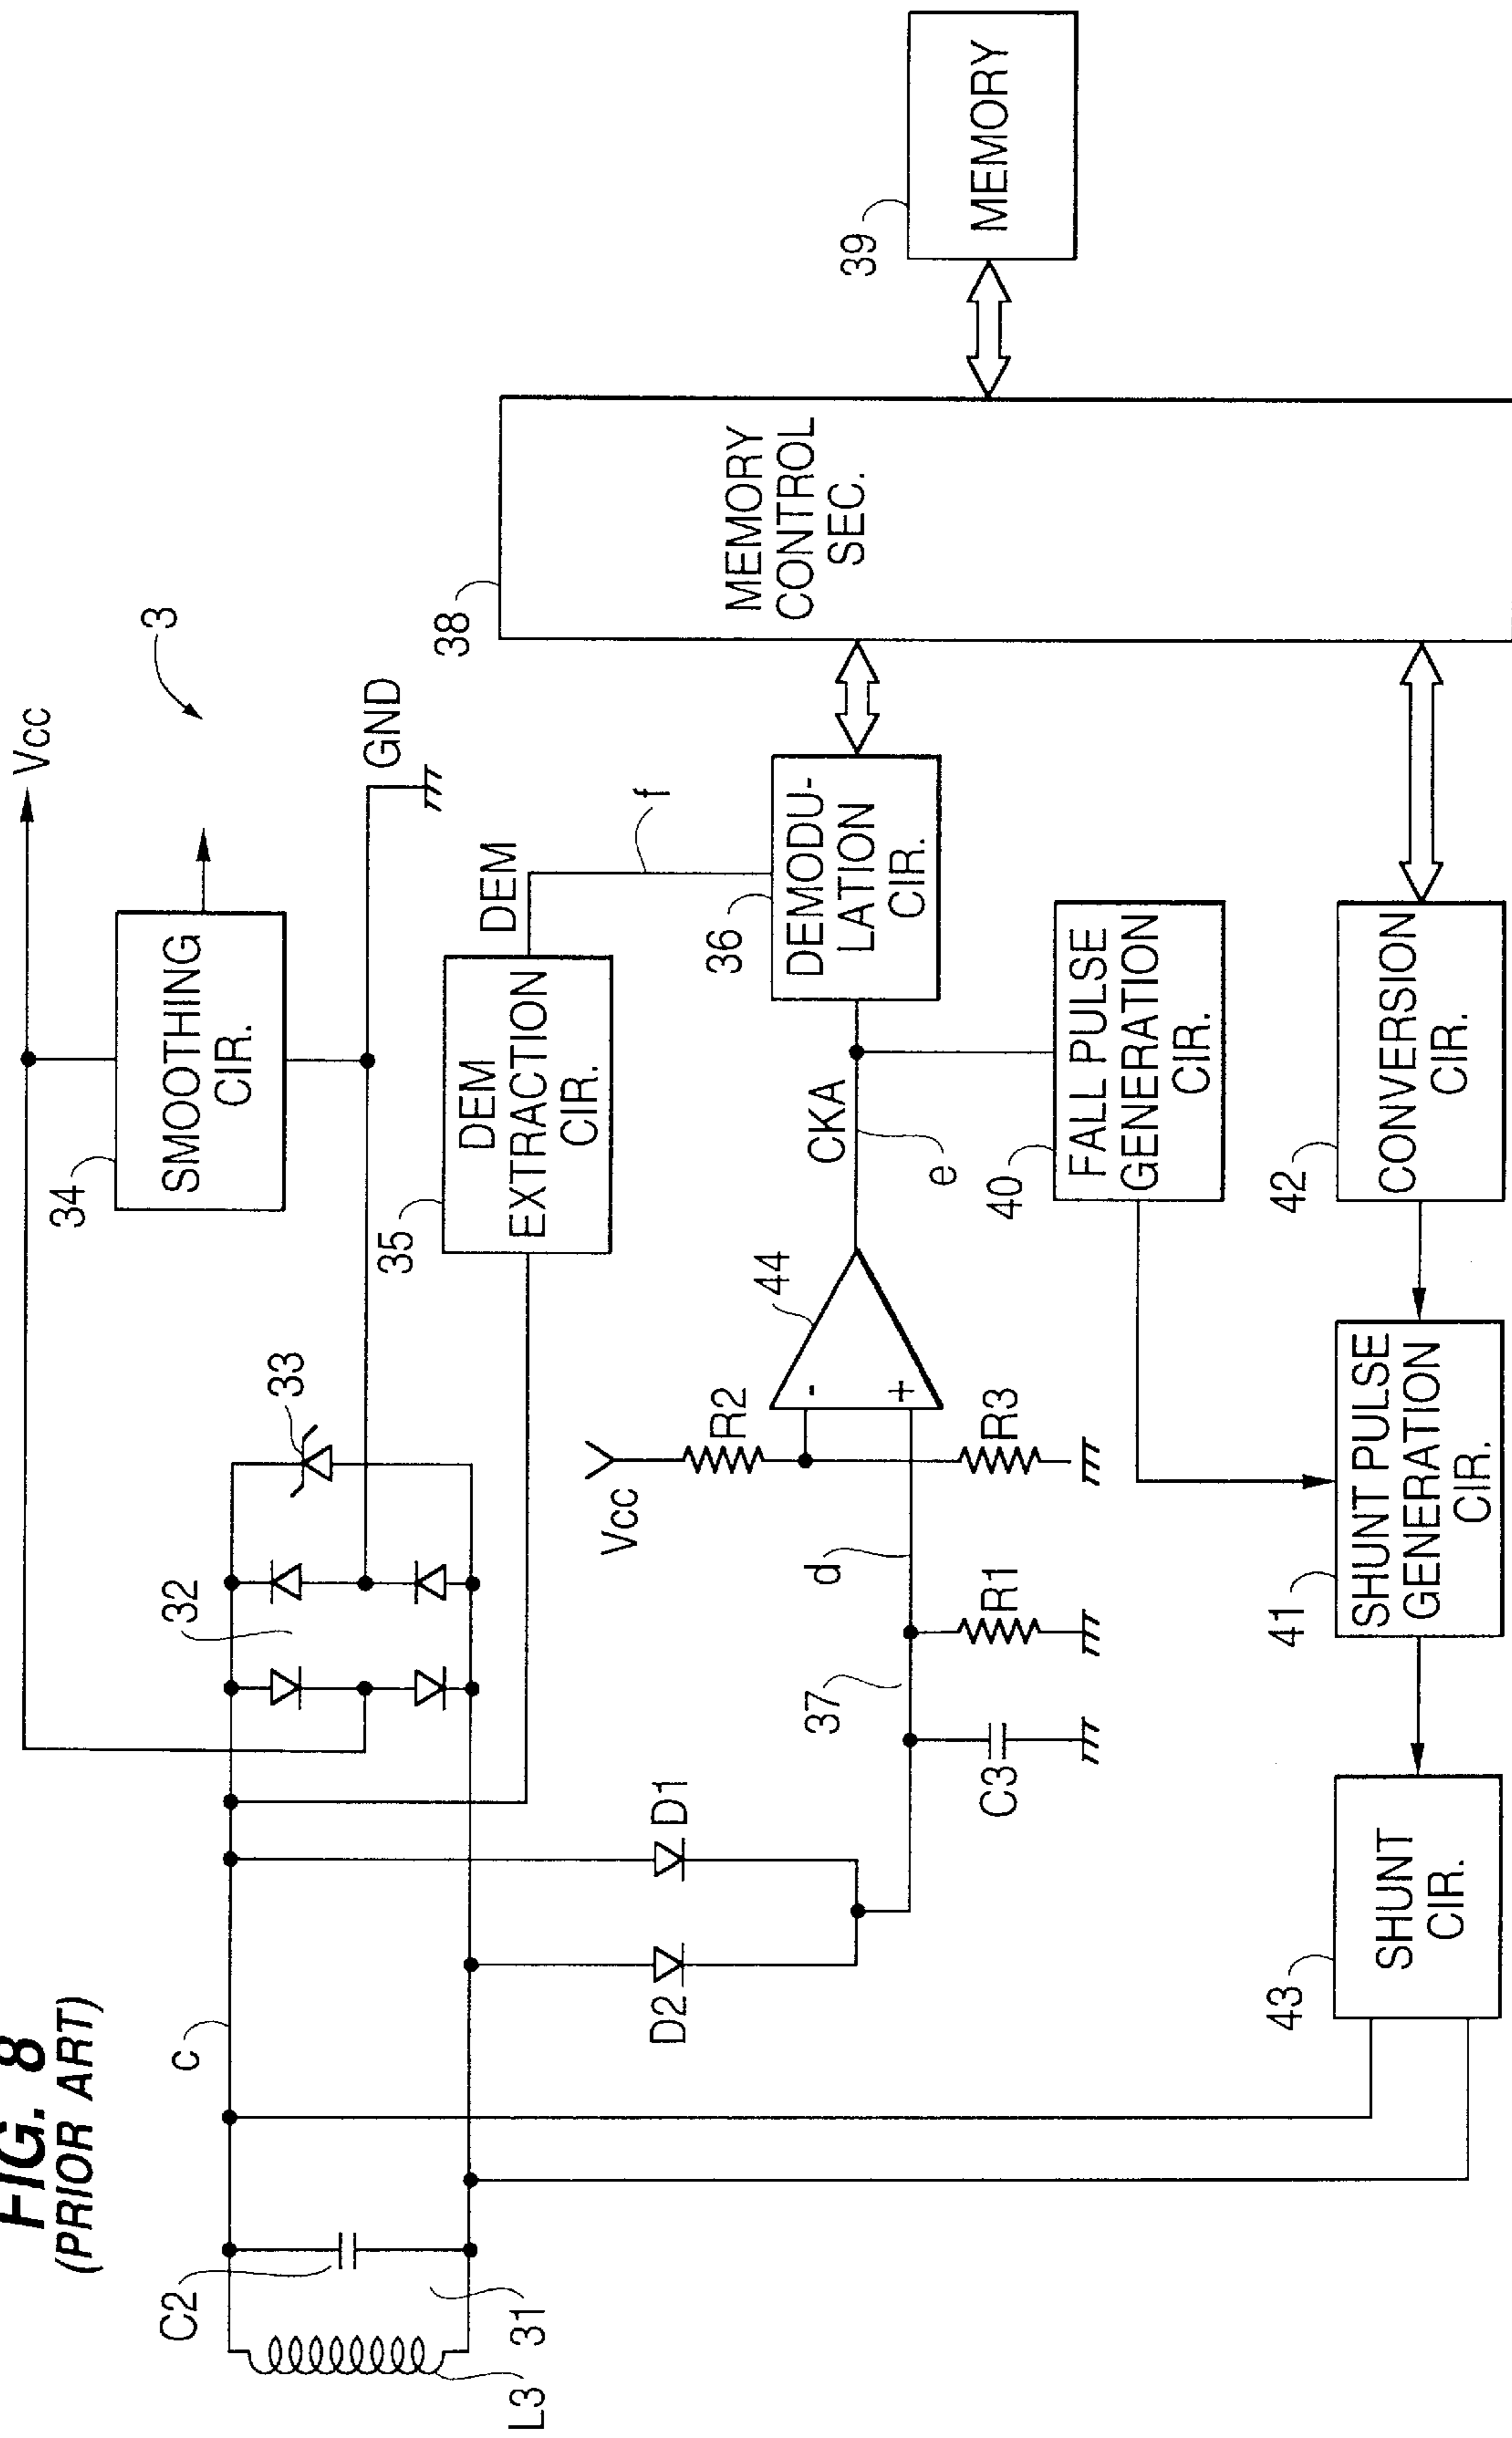 FIG. 8
(PRIOR ART)
Vcc
3
34
SMOOTHING
CIR.
GND
c
32
33
35
DEM
EXTRACTION
CIR.
DEM
f
38
MEMORY
CONTROL
SEC.
39
MEMORY
C2
31
L3
D2
D1
Vcc
R2
44
-
+
CKA
e
36
DEMODU-
LATION
CIR.
37
d
C3
R1
R3
40
FALL PULSE
GENERATION
CIR.
43
SHUNT
CIR.
41
SHUNT PULSE
GENERATION
CIR.
42
CONVERSION
CIR.